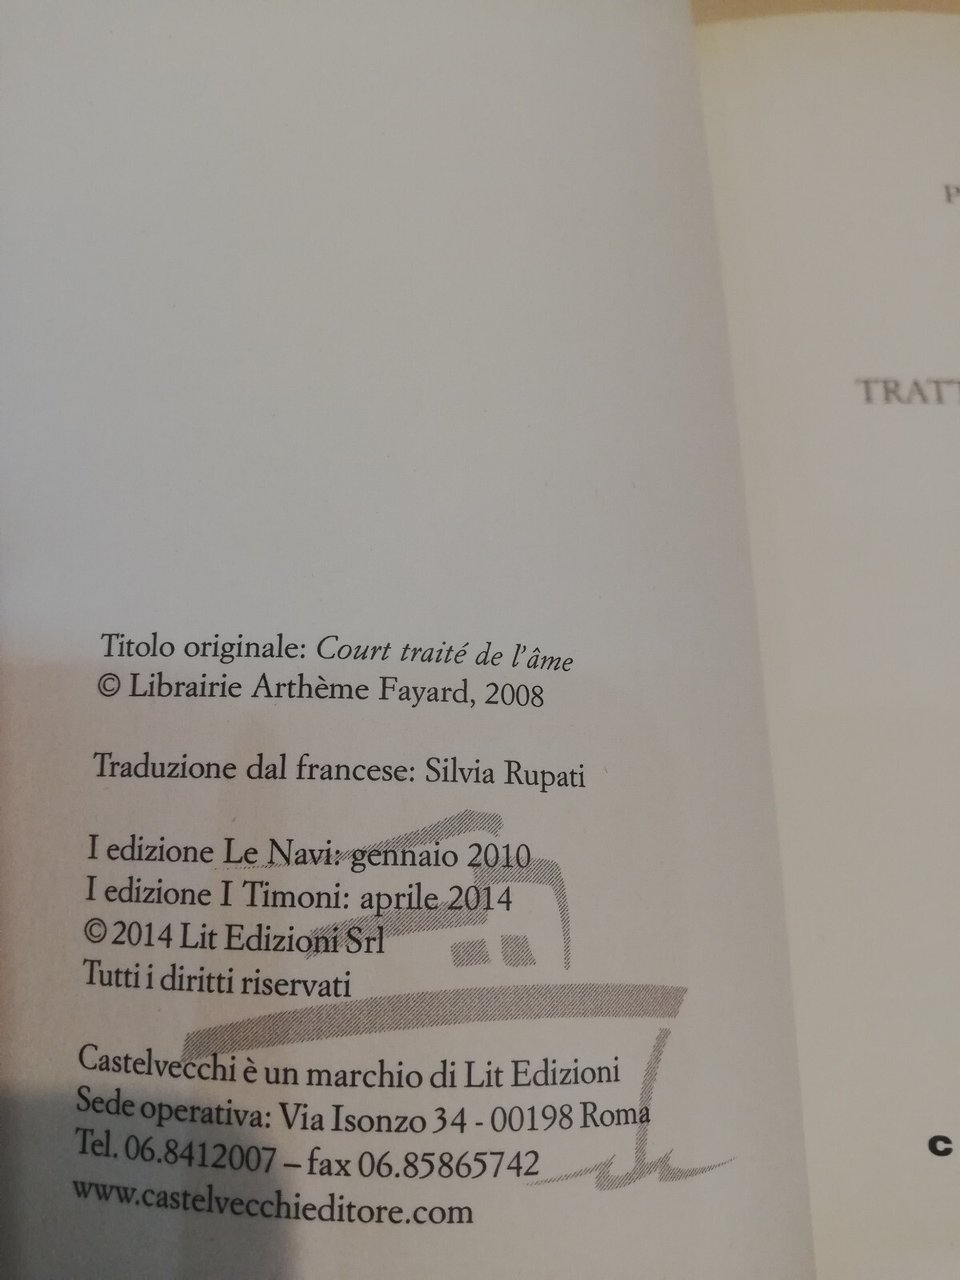 Titolo originale: Court traité de l'âme
© Librairie Arthème Fayard, 2008
Traduzione dal francese: Silvia Rupati
I edizione Le Navi: gennaio 2010
I edizione I Timoni: aprile 2014
© 2014 Lit Edizioni Srl
Tutti i diritti riservati
Castelvecchi è un marchio di Lit Edizioni
Sede operativa: Via Isonzo 34 - 00198 Roma
Tel. 06.8412007 – fax 06.85865742
www.castelvecchieditore.com
P
TRATT
C